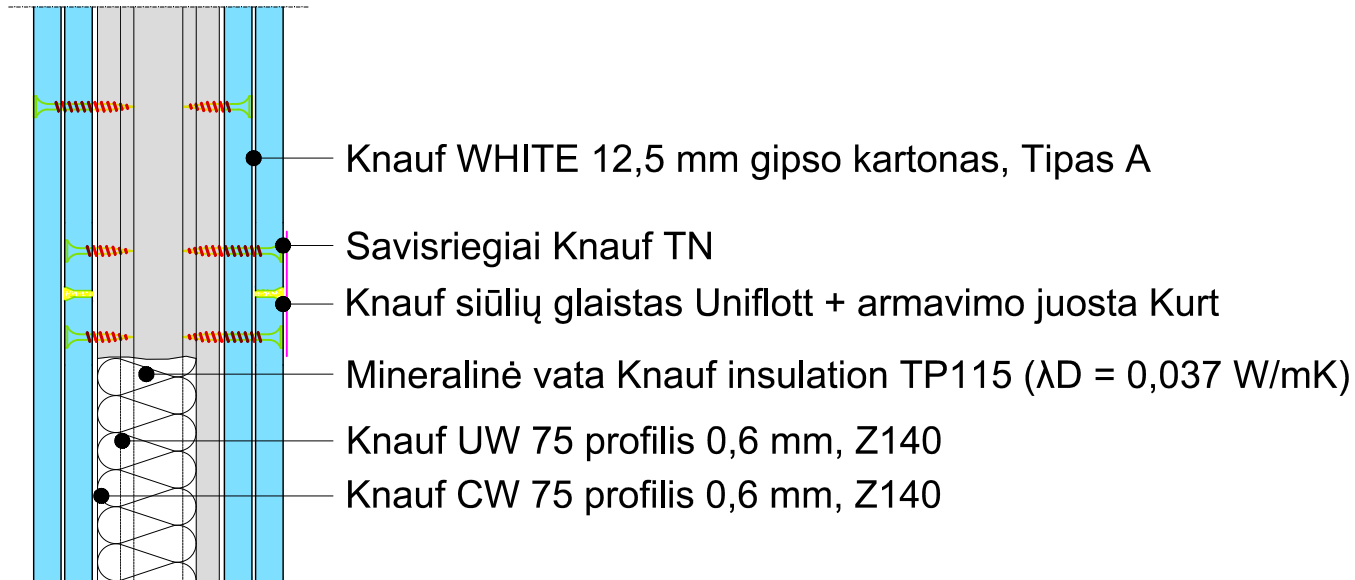 Knauf WHITE 12,5 mm gipso kartonas, Tipas A
Savisriegiai Knauf TN
Knauf siūlių glaistas Uniflott + armavimo juosta Kurt
Mineralinė vata Knauf insulation TP115 (λD = 0,037 W/mK)
Knauf UW 75 profilis 0,6 mm, Z140
Knauf CW 75 profilis 0,6 mm, Z140